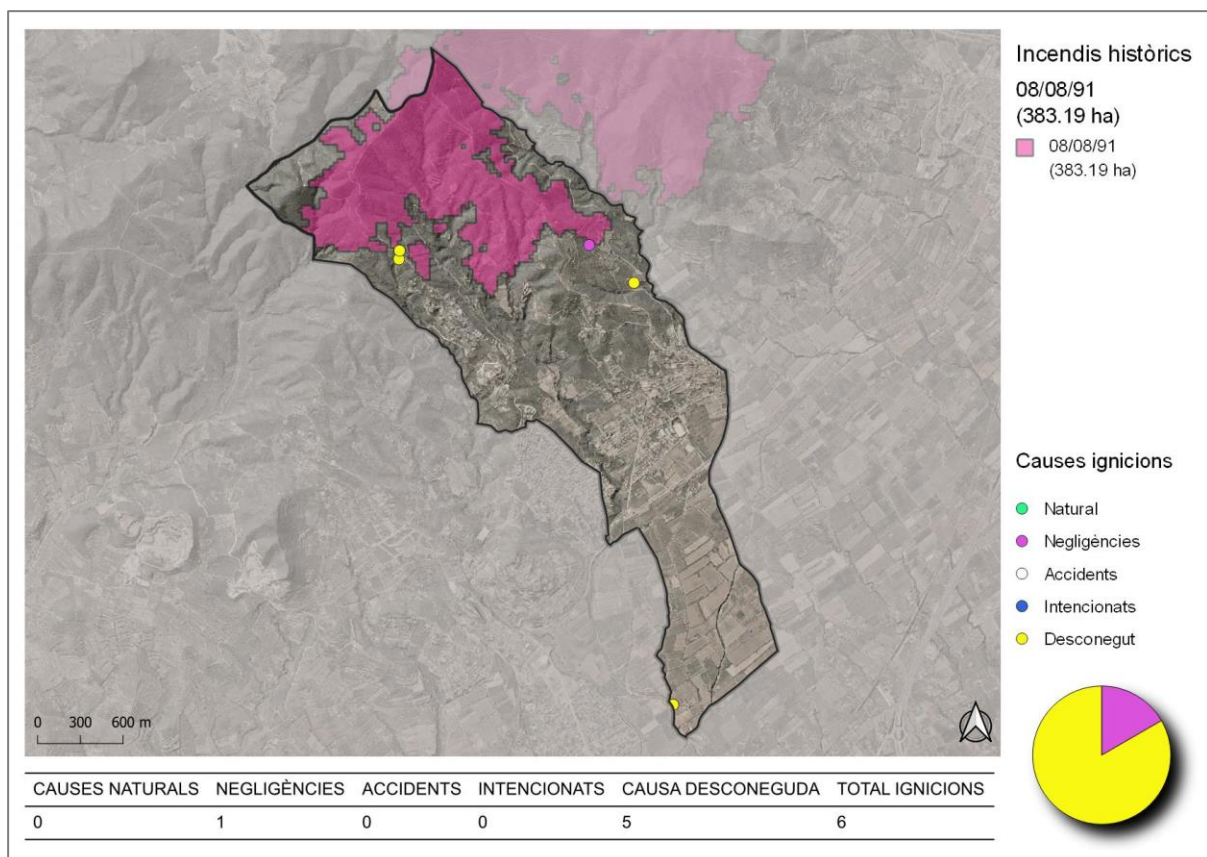 Incendis històrics
08/08/91
(383.19 ha)
08/08/91
(383.19 ha)
Causes ignicions
Natural
Negligències
Accidents
Intencionats
Desconegut
0 300 600 m
CAUSES NATURALS NEGLIGÈNCIES ACCIDENTS INTENCIONATS CAUSA DESCONEGUDA TOTAL IGNICIONS
0 1 0 0 5 6